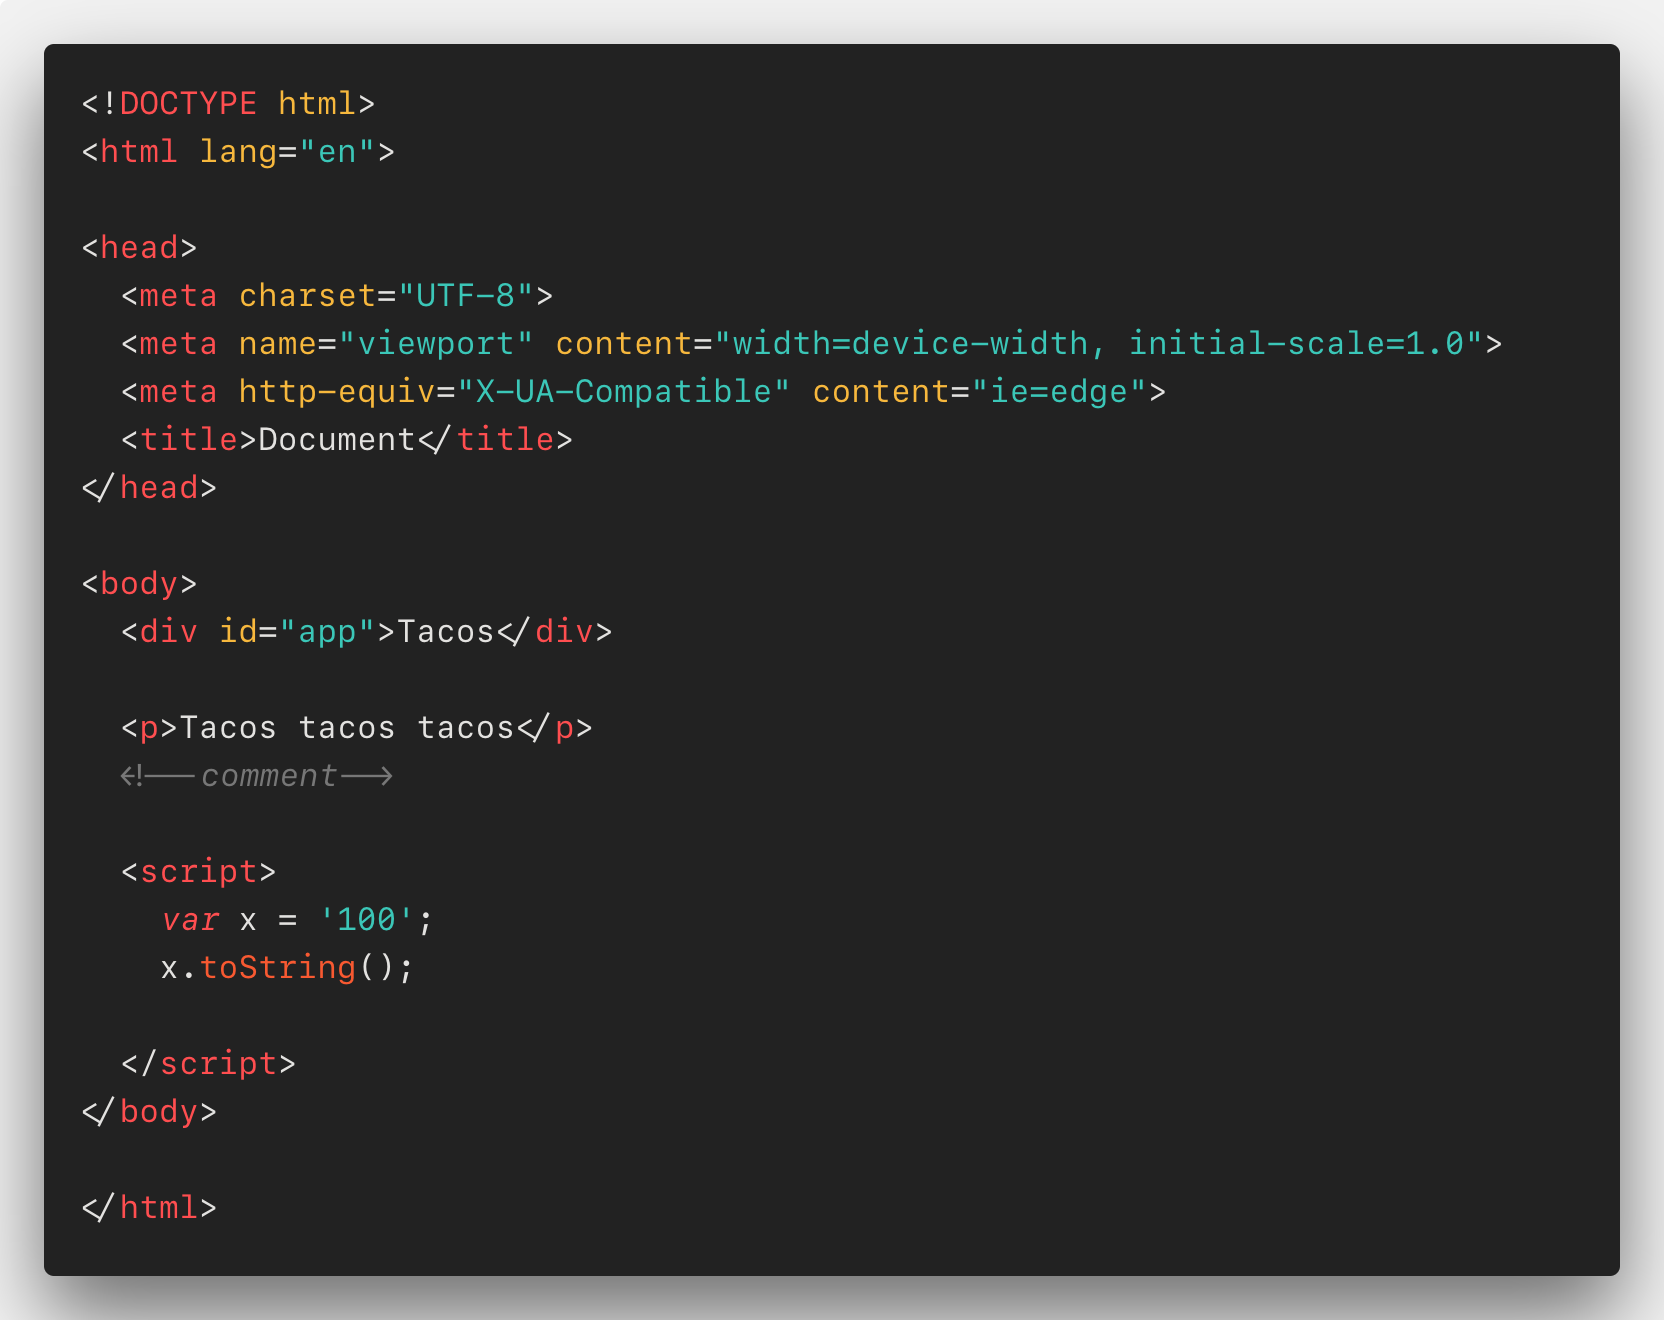 <!DOCTYPE html>
<html lang="en">
<head>
<meta charset="UTF-8">
<meta name="viewport" content="width=device-width, initial-scale=1.0">
<meta http-equiv="X-UA-Compatible" content="ie=edge">
<title>Document</title>
</head>
<body>
<div id="app">Tacos</div>
<p>Tacos tacos tacos</p>
<!-- comment -->
<script>
var x = '100';
x.toString();
</script>
</body>
</html>